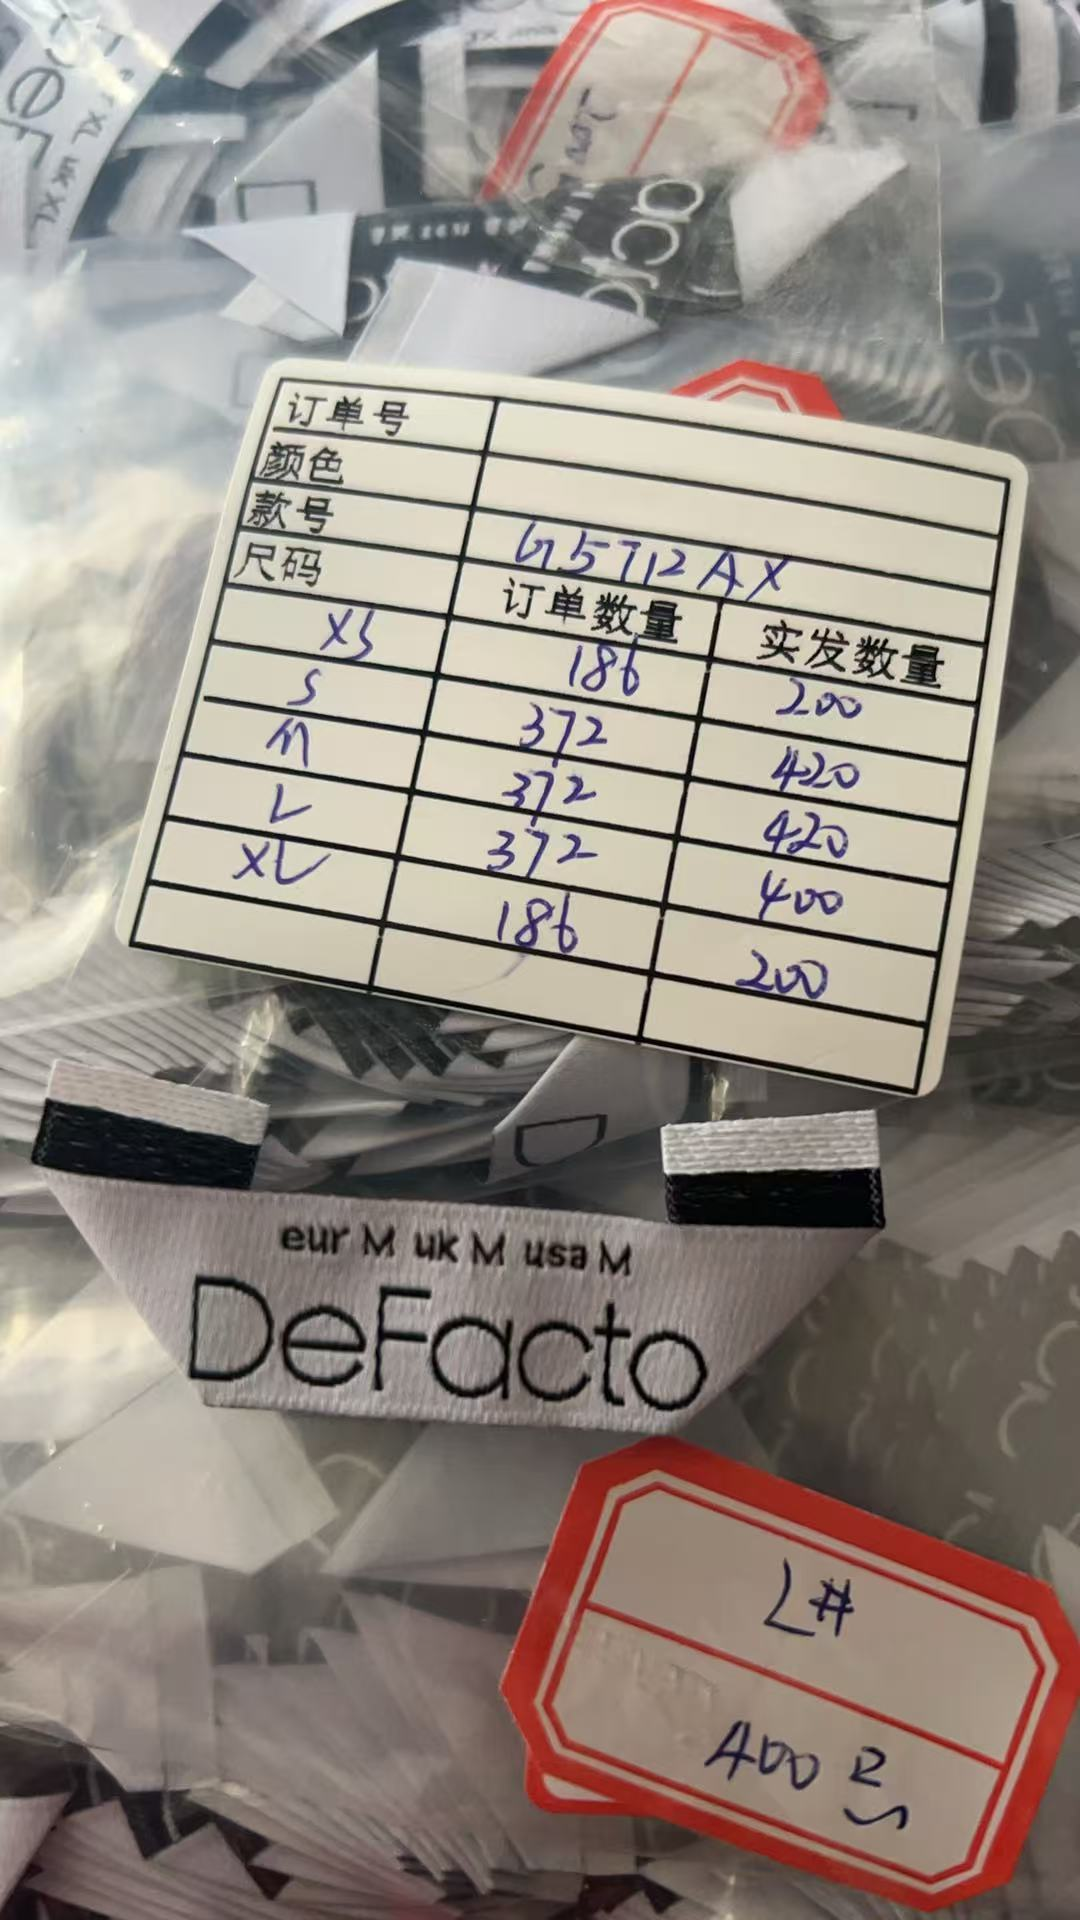 订单号
颜色
款号 G5712AX
尺码 订单数量 实发数量
XS 186 200
S 372 420
M 372 420
L 372 400
XL 186 200
eur M uk M usa M
DeFacto
L#
400